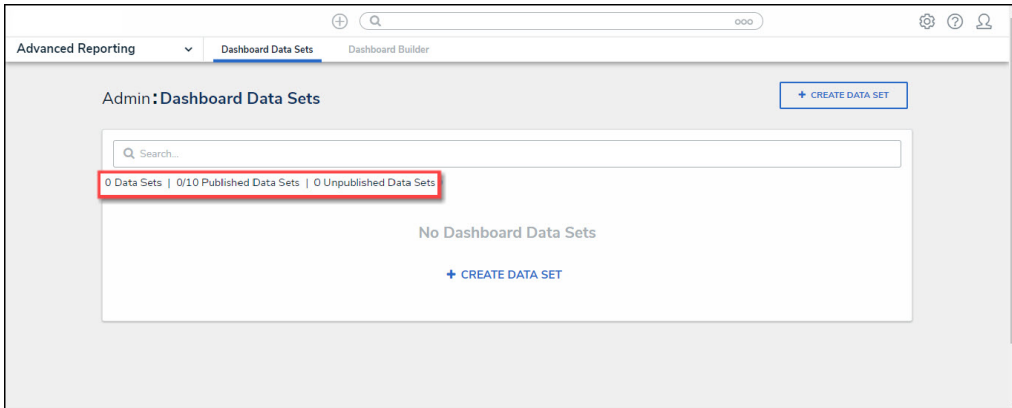 Advanced Reporting
Dashboard Data Sets
Dashboard Builder
Admin:Dashboard Data Sets
+ CREATE DATA SET
Search...
0 Data Sets | 0/10 Published Data Sets | 0 Unpublished Data Sets
No Dashboard Data Sets
+ CREATE DATA SET